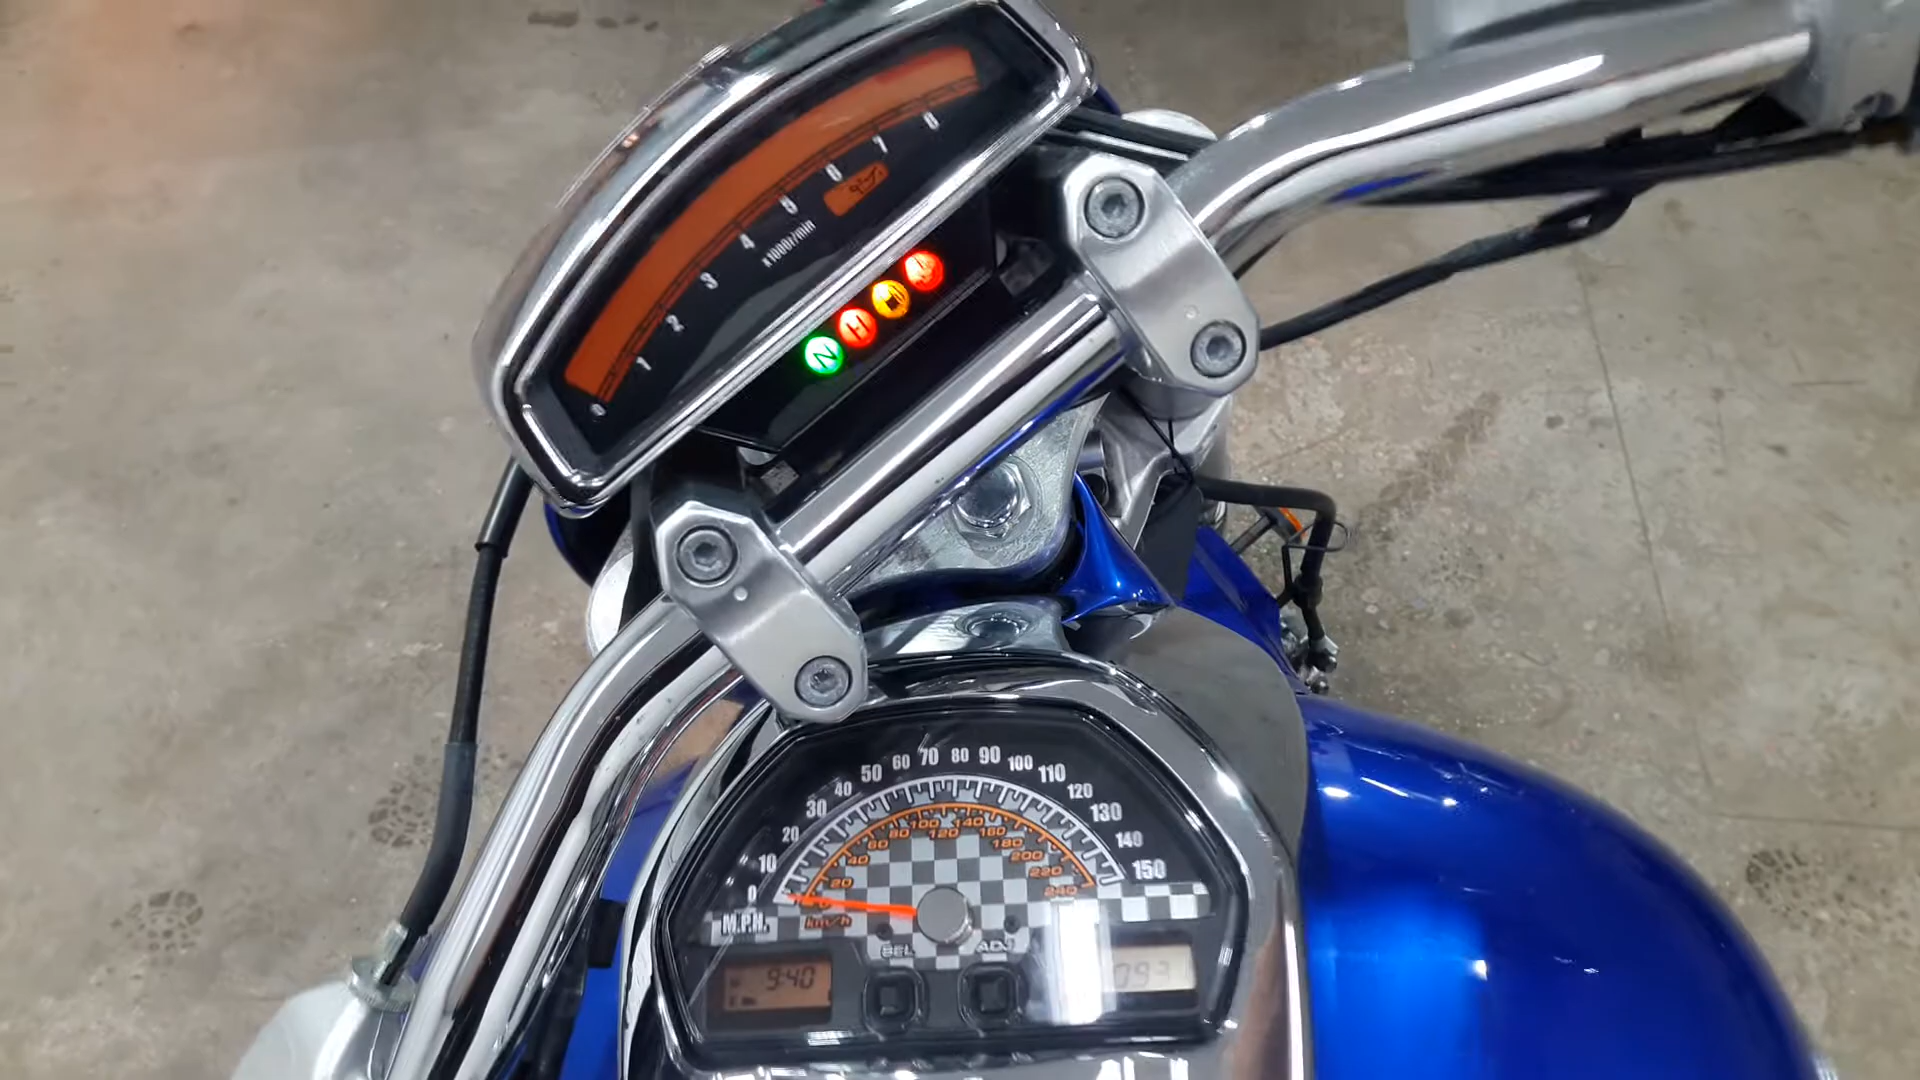 0 1 2 3 4 5 6 7 8
x1000r/min
N H
0 10 20 30 40 50 60 70 80 90 100 110 120 130 140 150
20 40 60 80 100 120 140 160 180 200 220 240
M.P.H. km/h
SEL ADJ
9:40